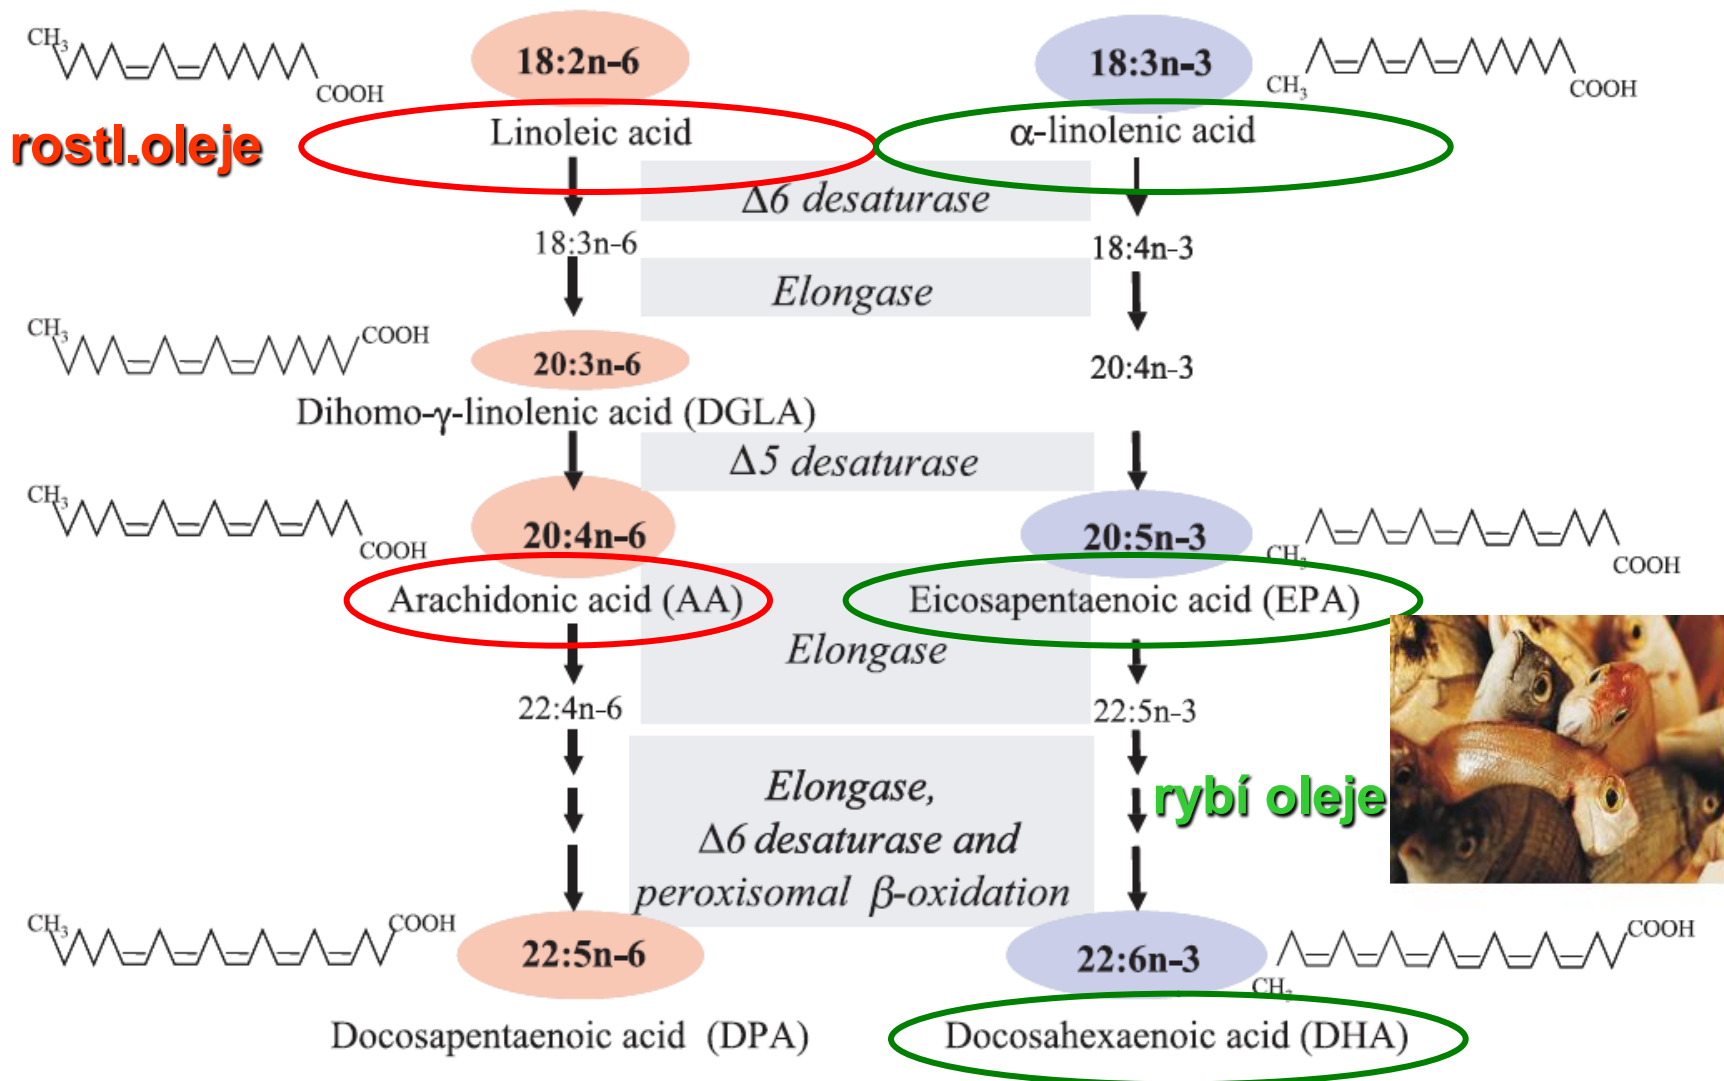 CH3
COOH
18:2n-6
18:3n-3
CH3
COOH
rostl.oleje
Linoleic acid
α-linolenic acid
Δ6 desaturase
18:3n-6
18:4n-3
Elongase
CH3
COOH
20:3n-6
20:4n-3
Dihomo-γ-linolenic acid (DGLA)
Δ5 desaturase
CH3
COOH
20:4n-6
20:5n-3
CH3
COOH
Arachidonic acid (AA)
Eicosapentaenoic acid (EPA)
Elongase
22:4n-6
22:5n-3
Elongase,
Δ6 desaturase and
peroxisomal β-oxidation
rybí oleje
CH3
COOH
22:5n-6
22:6n-3
CH3
COOH
Docosapentaenoic acid (DPA)
Docosahexaenoic acid (DHA)